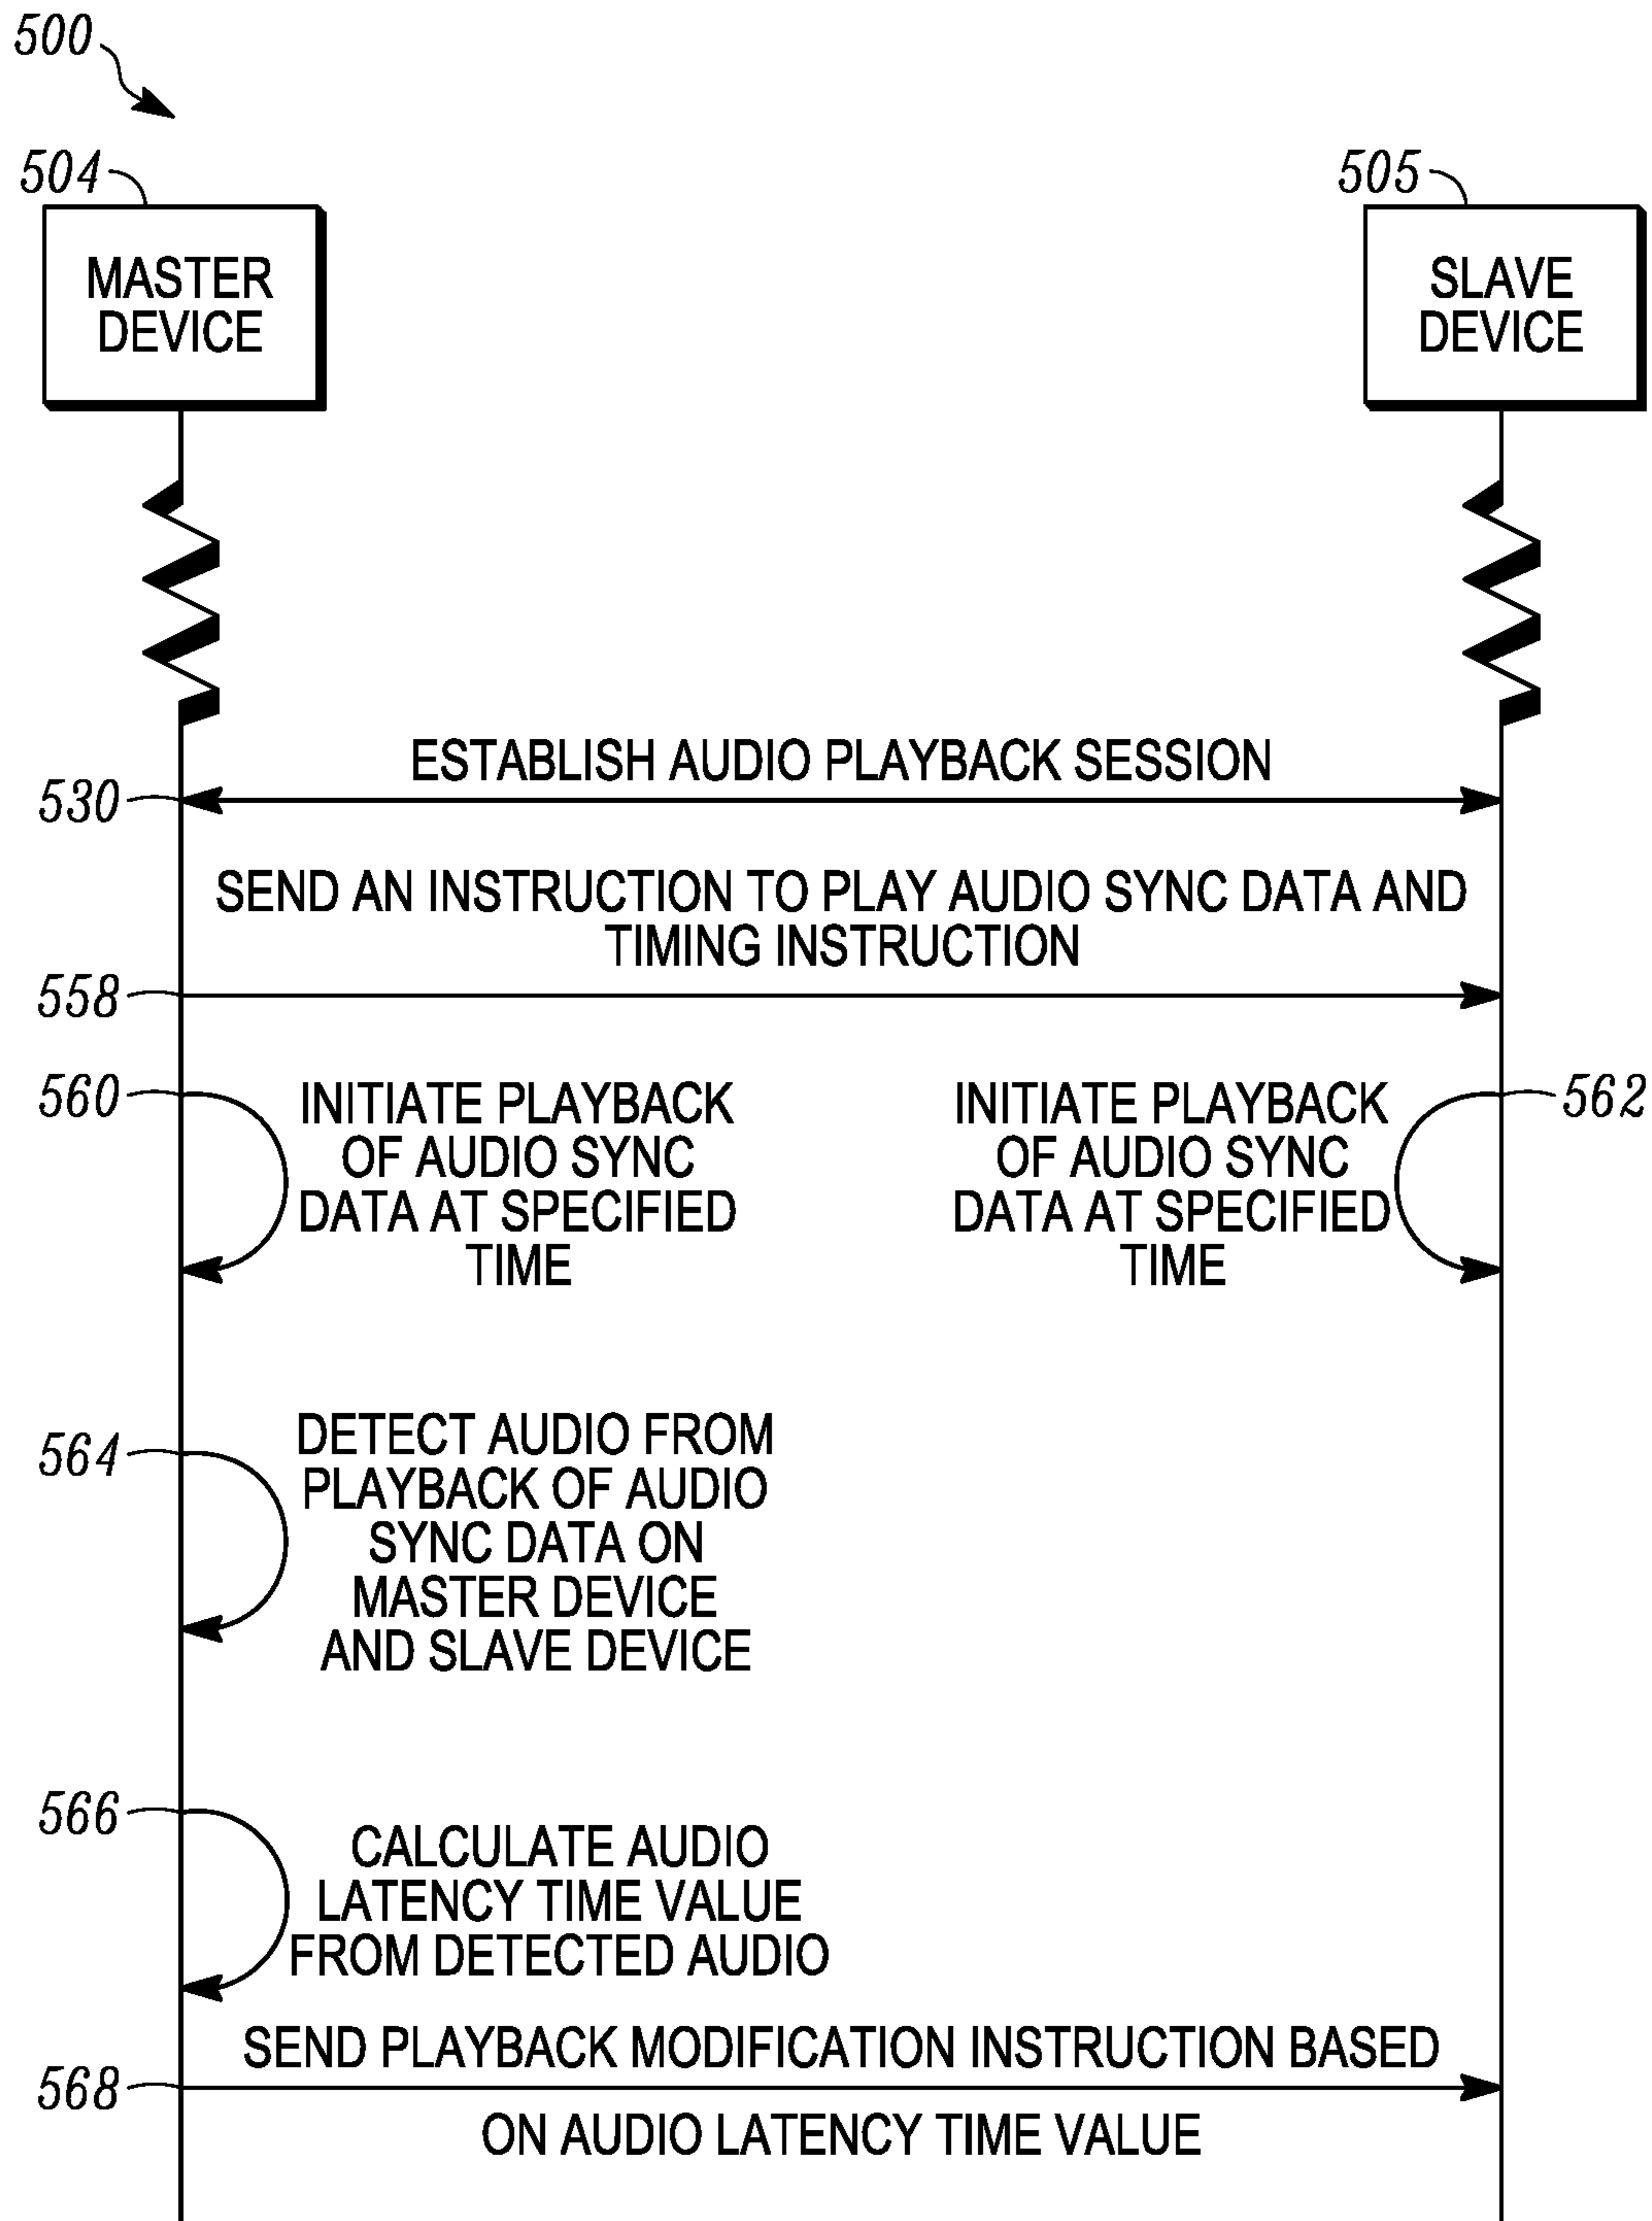 500
504
505
MASTER
DEVICE
SLAVE
DEVICE
ESTABLISH AUDIO PLAYBACK SESSION
530
SEND AN INSTRUCTION TO PLAY AUDIO SYNC DATA AND
TIMING INSTRUCTION
558
560
INITIATE PLAYBACK
OF AUDIO SYNC
DATA AT SPECIFIED
TIME
INITIATE PLAYBACK
OF AUDIO SYNC
DATA AT SPECIFIED
TIME
562
564
DETECT AUDIO FROM
PLAYBACK OF AUDIO
SYNC DATA ON
MASTER DEVICE
AND SLAVE DEVICE
566
CALCULATE AUDIO
LATENCY TIME VALUE
FROM DETECTED AUDIO
SEND PLAYBACK MODIFICATION INSTRUCTION BASED
568
ON AUDIO LATENCY TIME VALUE